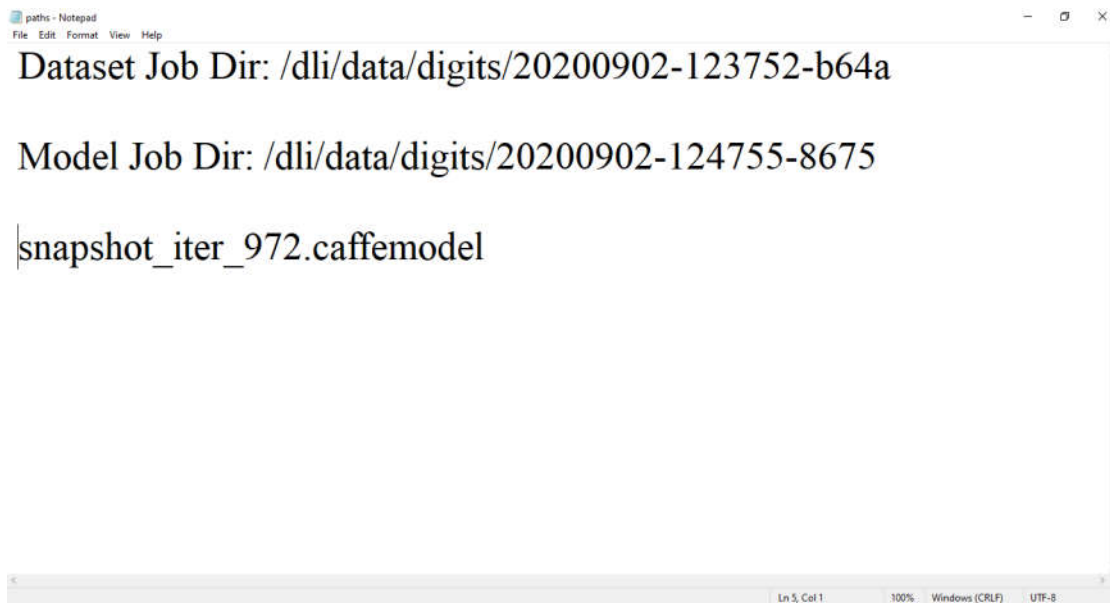 paths - Notepad
File Edit Format View Help
Dataset Job Dir: /dli/data/digits/20200902-123752-b64a
Model Job Dir: /dli/data/digits/20200902-124755-8675
snapshot_iter_972.caffemodel
Ln 5, Col 1 100% Windows (CRLF) UTF-8